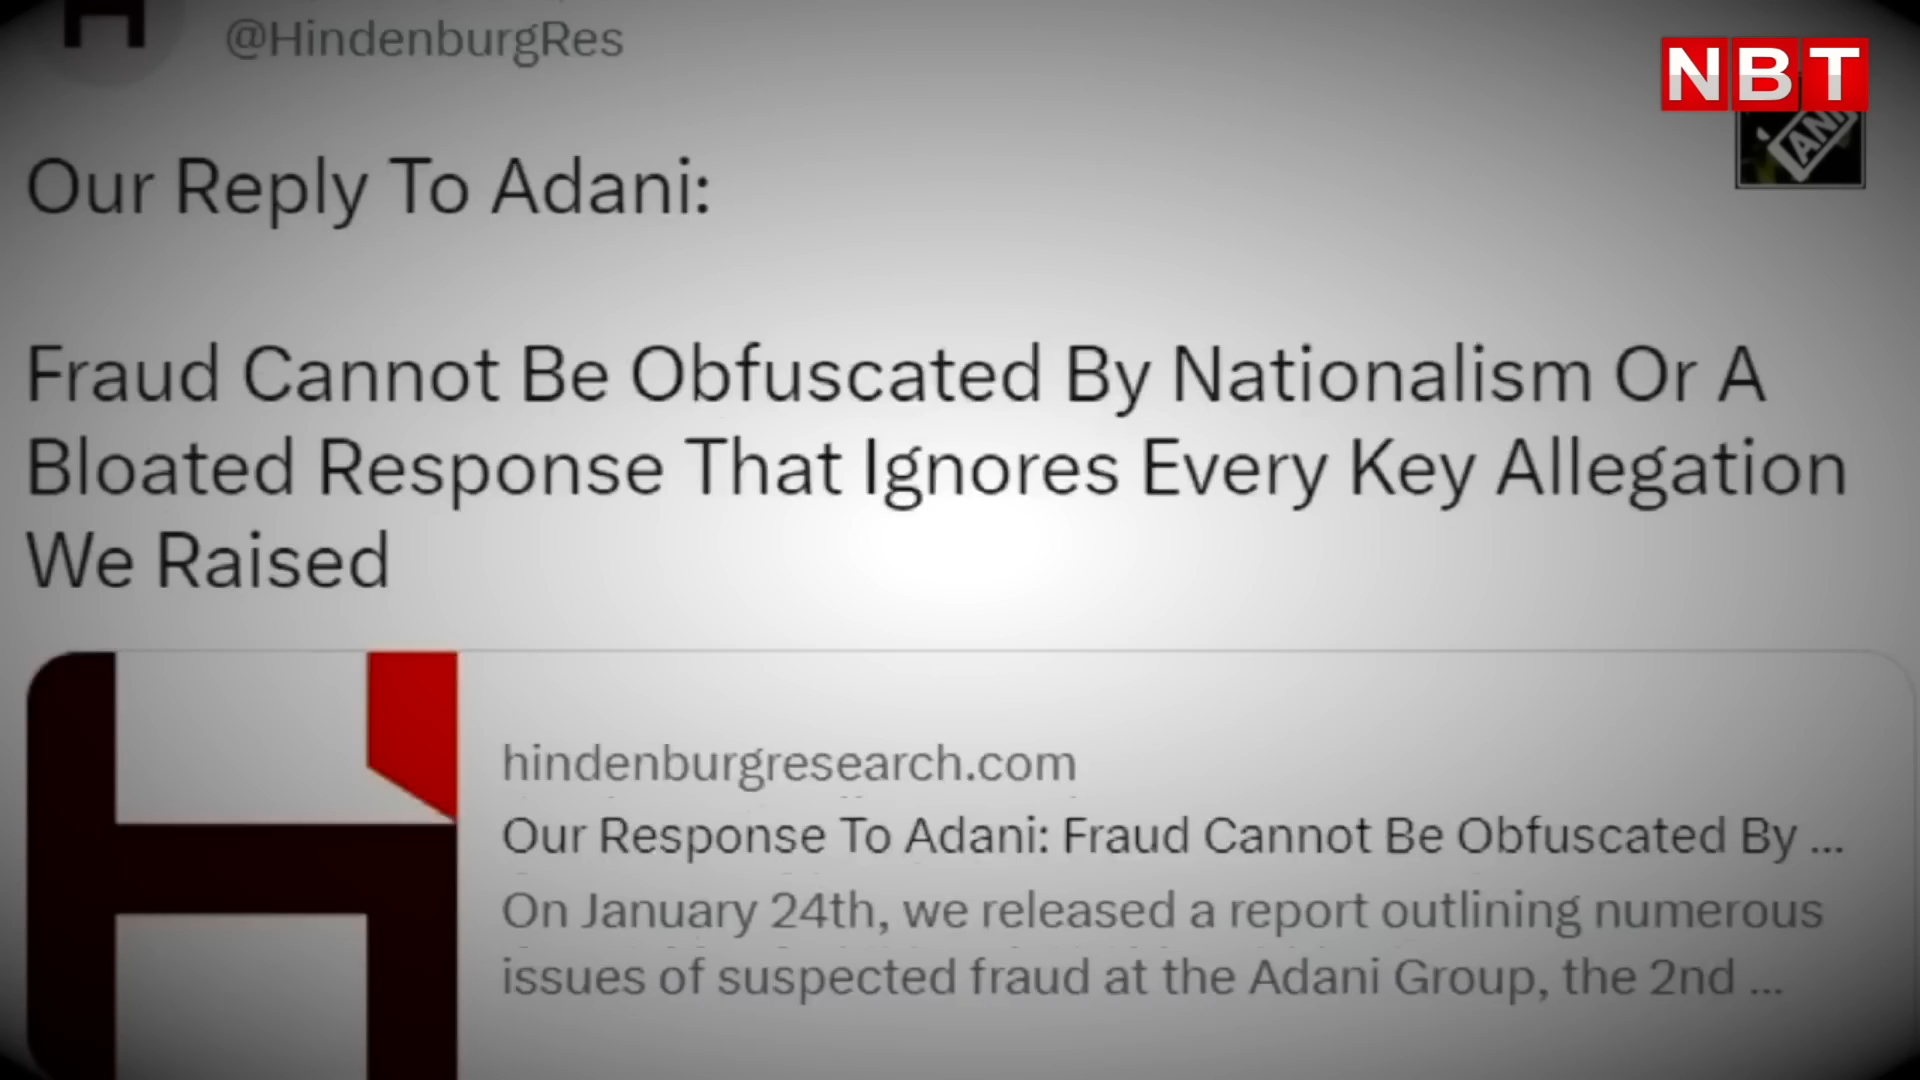 @HindenburgRes
NBT
ANI
Our Reply To Adani:
Fraud Cannot Be Obfuscated By Nationalism Or A
Bloated Response That Ignores Every Key Allegation
We Raised
hindenburgresearch.com
Our Response To Adani: Fraud Cannot Be Obfuscated By ...
On January 24th, we released a report outlining numerous
issues of suspected fraud at the Adani Group, the 2nd ...